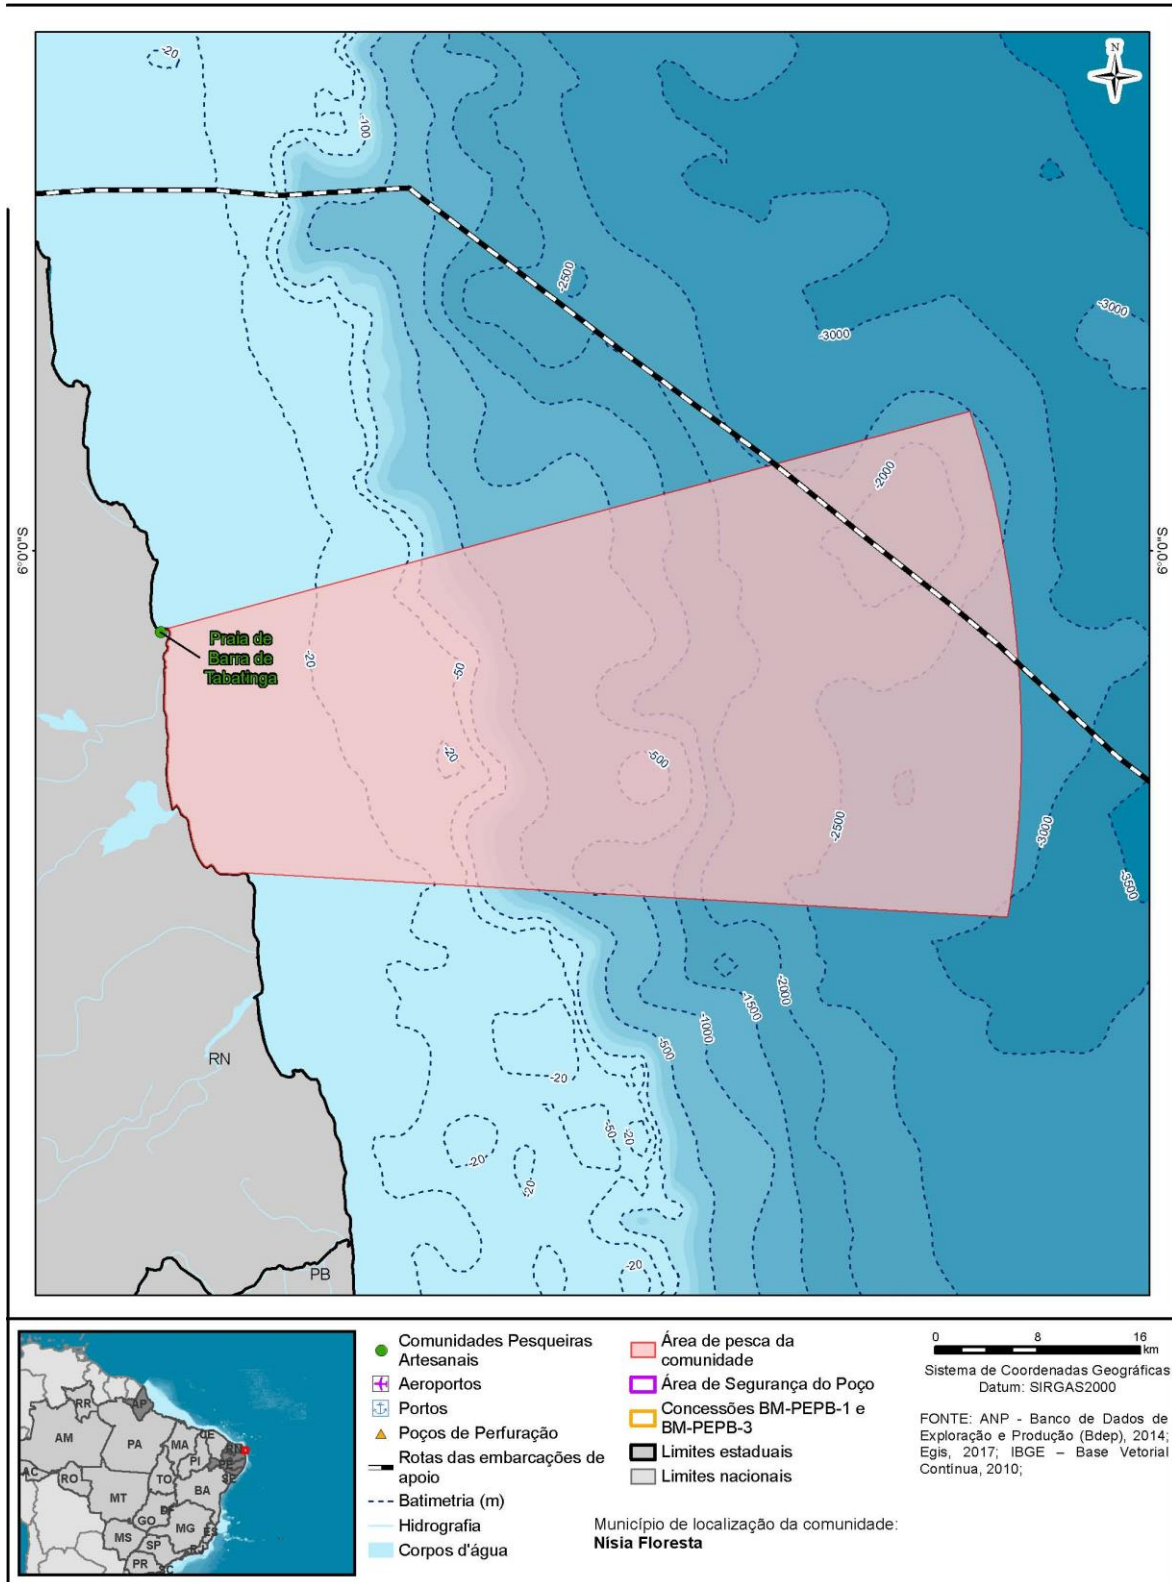 N
-20
-100
-2500
-3000
-3000
-2000
6°0'0"S
6°0'0"S
Praia de
Barra de
Tabatinga
-20
-50
-20
-500
-2500
-3000
-3500
-2000
-1500
-1000
-500
RN
-20
-50
-20
-20
-20
-20
PB
RR
AP
AM
PA
MA
CE
RN
PI
PE
AC
RO
TO
SE
BA
MT
DF
GO
MG
ES
MS
SP
RJ
PR
SC
Comunidades Pesqueiras
Artesanais
Aeroportos
Portos
Poços de Perfuração
Rotas das embarcações de
apoio
Batimetria (m)
Hidrografia
Corpos d'água
Área de pesca da
comunidade
Área de Segurança do Poço
Concessões BM-PEPB-1 e
BM-PEPB-3
Limites estaduais
Limites nacionais
Município de localização da comunidade:
Nísia Floresta
0 8 16
km
Sistema de Coordenadas Geográficas
Datum: SIRGAS2000
FONTE: ANP - Banco de Dados de
Exploração e Produção (Bdep), 2014;
Egis, 2017; IBGE – Base Vetorial
Contínua, 2010;